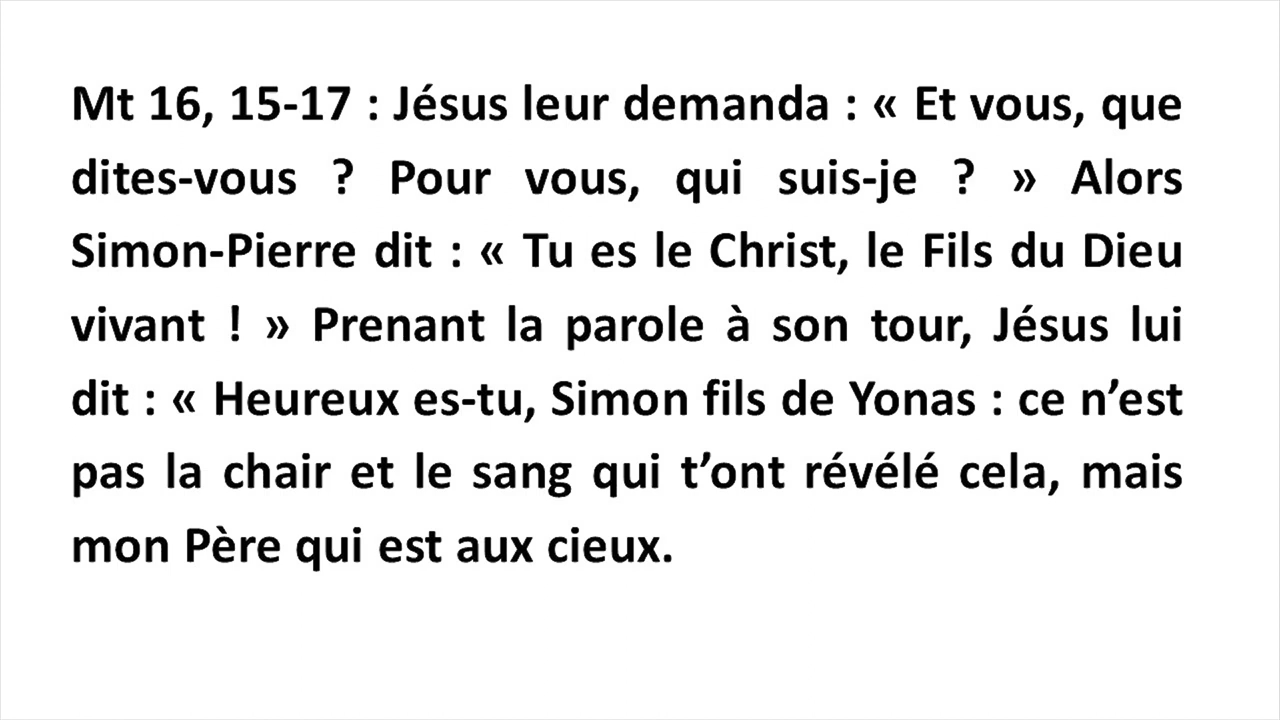 Mt 16, 15-17 : Jésus leur demanda : « Et vous, que
dites-vous ? Pour vous, qui suis-je ? » Alors
Simon-Pierre dit : « Tu es le Christ, le Fils du Dieu
vivant ! » Prenant la parole à son tour, Jésus lui
dit : « Heureux es-tu, Simon fils de Yonas : ce n’est
pas la chair et le sang qui t’ont révélé cela, mais
mon Père qui est aux cieux.